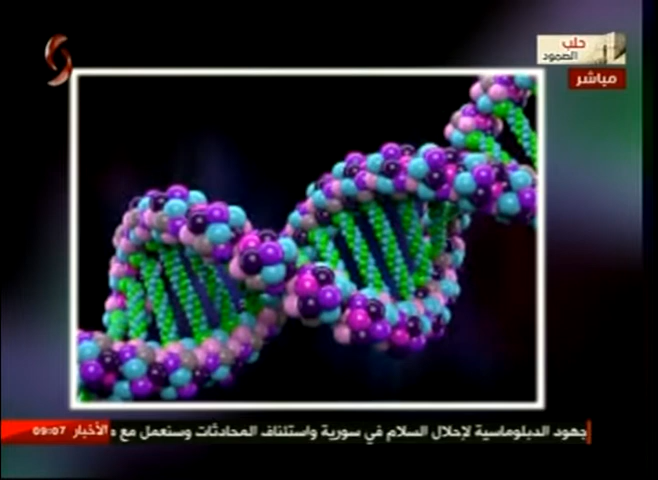 حلب
الصمود
مباشر
جهود الدبلوماسية لإحلال السلام في سورية واستئناف المحادثات وسنعمل مع
الأخبار 09:07